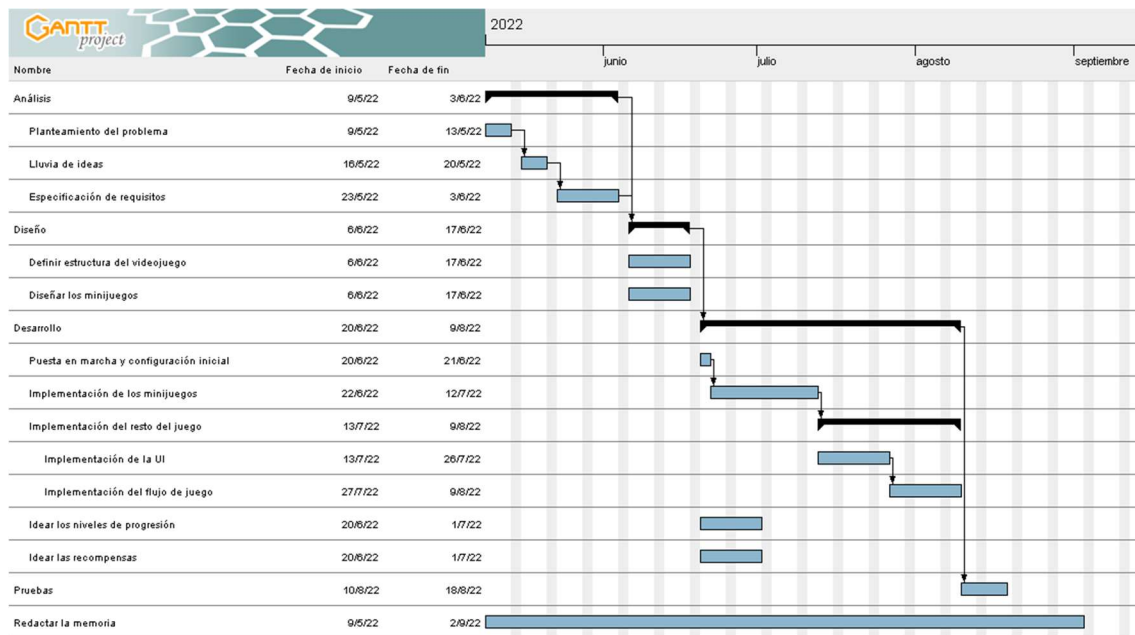 GANTT project
2022
junio julio agosto septiembre
Nombre Fecha de inicio Fecha de fin
Análisis 9/5/22 3/6/22
Planteamiento del problema 9/5/22 13/5/22
Lluvia de ideas 16/5/22 20/5/22
Especificación de requisitos 23/5/22 3/6/22
Diseño 6/6/22 17/6/22
Definir estructura del videojuego 6/6/22 17/6/22
Diseñar los minijuegos 6/6/22 17/6/22
Desarrollo 20/6/22 9/8/22
Puesta en marcha y configuración inicial 20/6/22 21/6/22
Implementación de los minijuegos 22/6/22 12/7/22
Implementación del resto del juego 13/7/22 9/8/22
Implementación de la UI 13/7/22 26/7/22
Implementación del flujo de juego 27/7/22 9/8/22
Idear los niveles de progresión 20/6/22 1/7/22
Idear las recompensas 20/6/22 1/7/22
Pruebas 10/8/22 18/8/22
Redactar la memoria 9/5/22 2/9/22